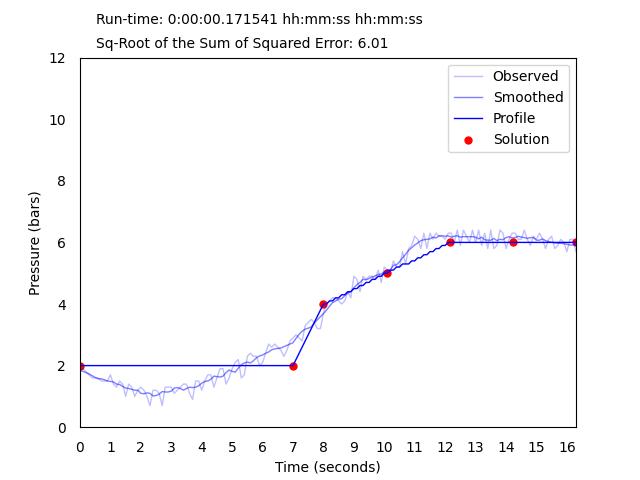 Run-time: 0:00:00.171541 hh:mm:ss hh:mm:ss
Sq-Root of the Sum of Squared Error: 6.01
Observed
Smoothed
Profile
Solution
Pressure (bars)
12
10
8
6
4
2
0
0 1 2 3 4 5 6 7 8 9 10 11 12 13 14 15 16
Time (seconds)